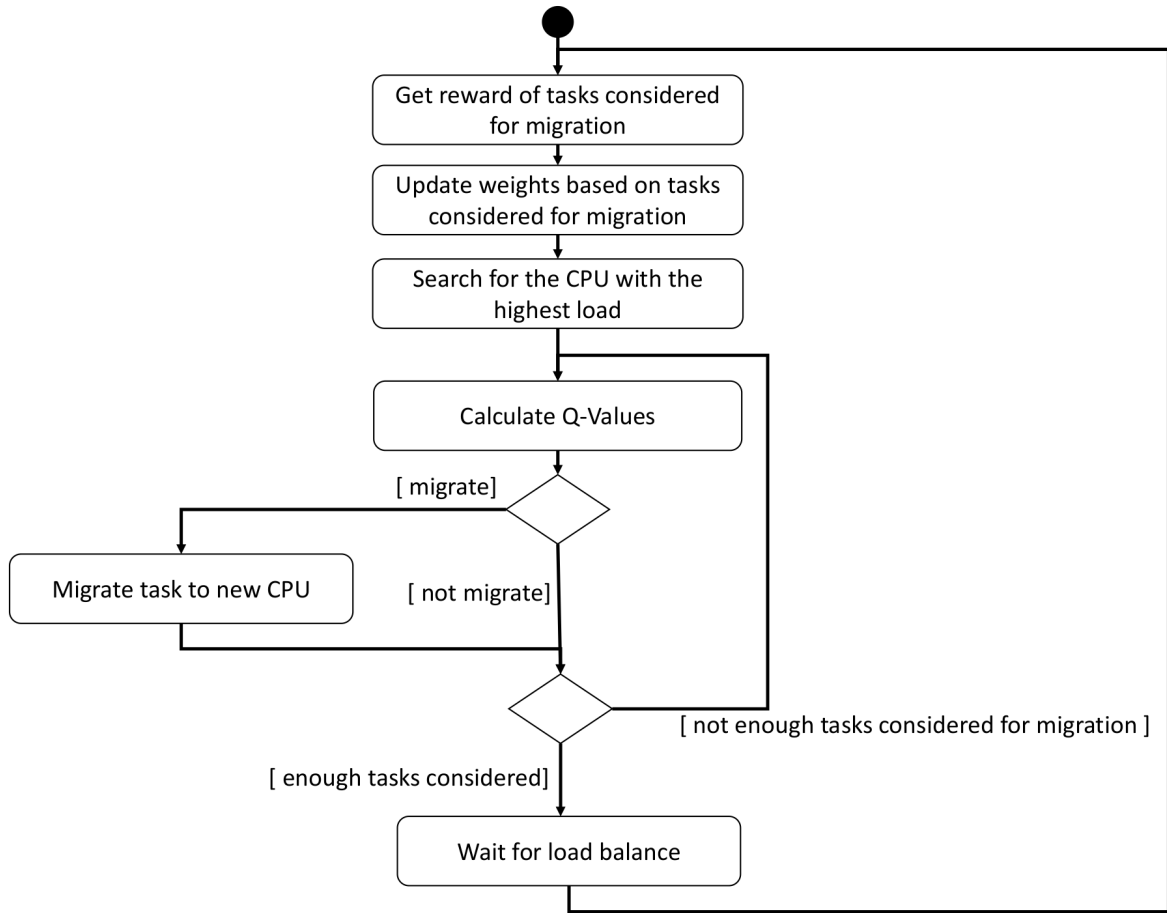 Get reward of tasks considered
for migration
Update weights based on tasks
considered for migration
Search for the CPU with the
highest load
Calculate Q-Values
[ migrate]
Migrate task to new CPU
[ not migrate]
[ not enough tasks considered for migration ]
[ enough tasks considered]
Wait for load balance